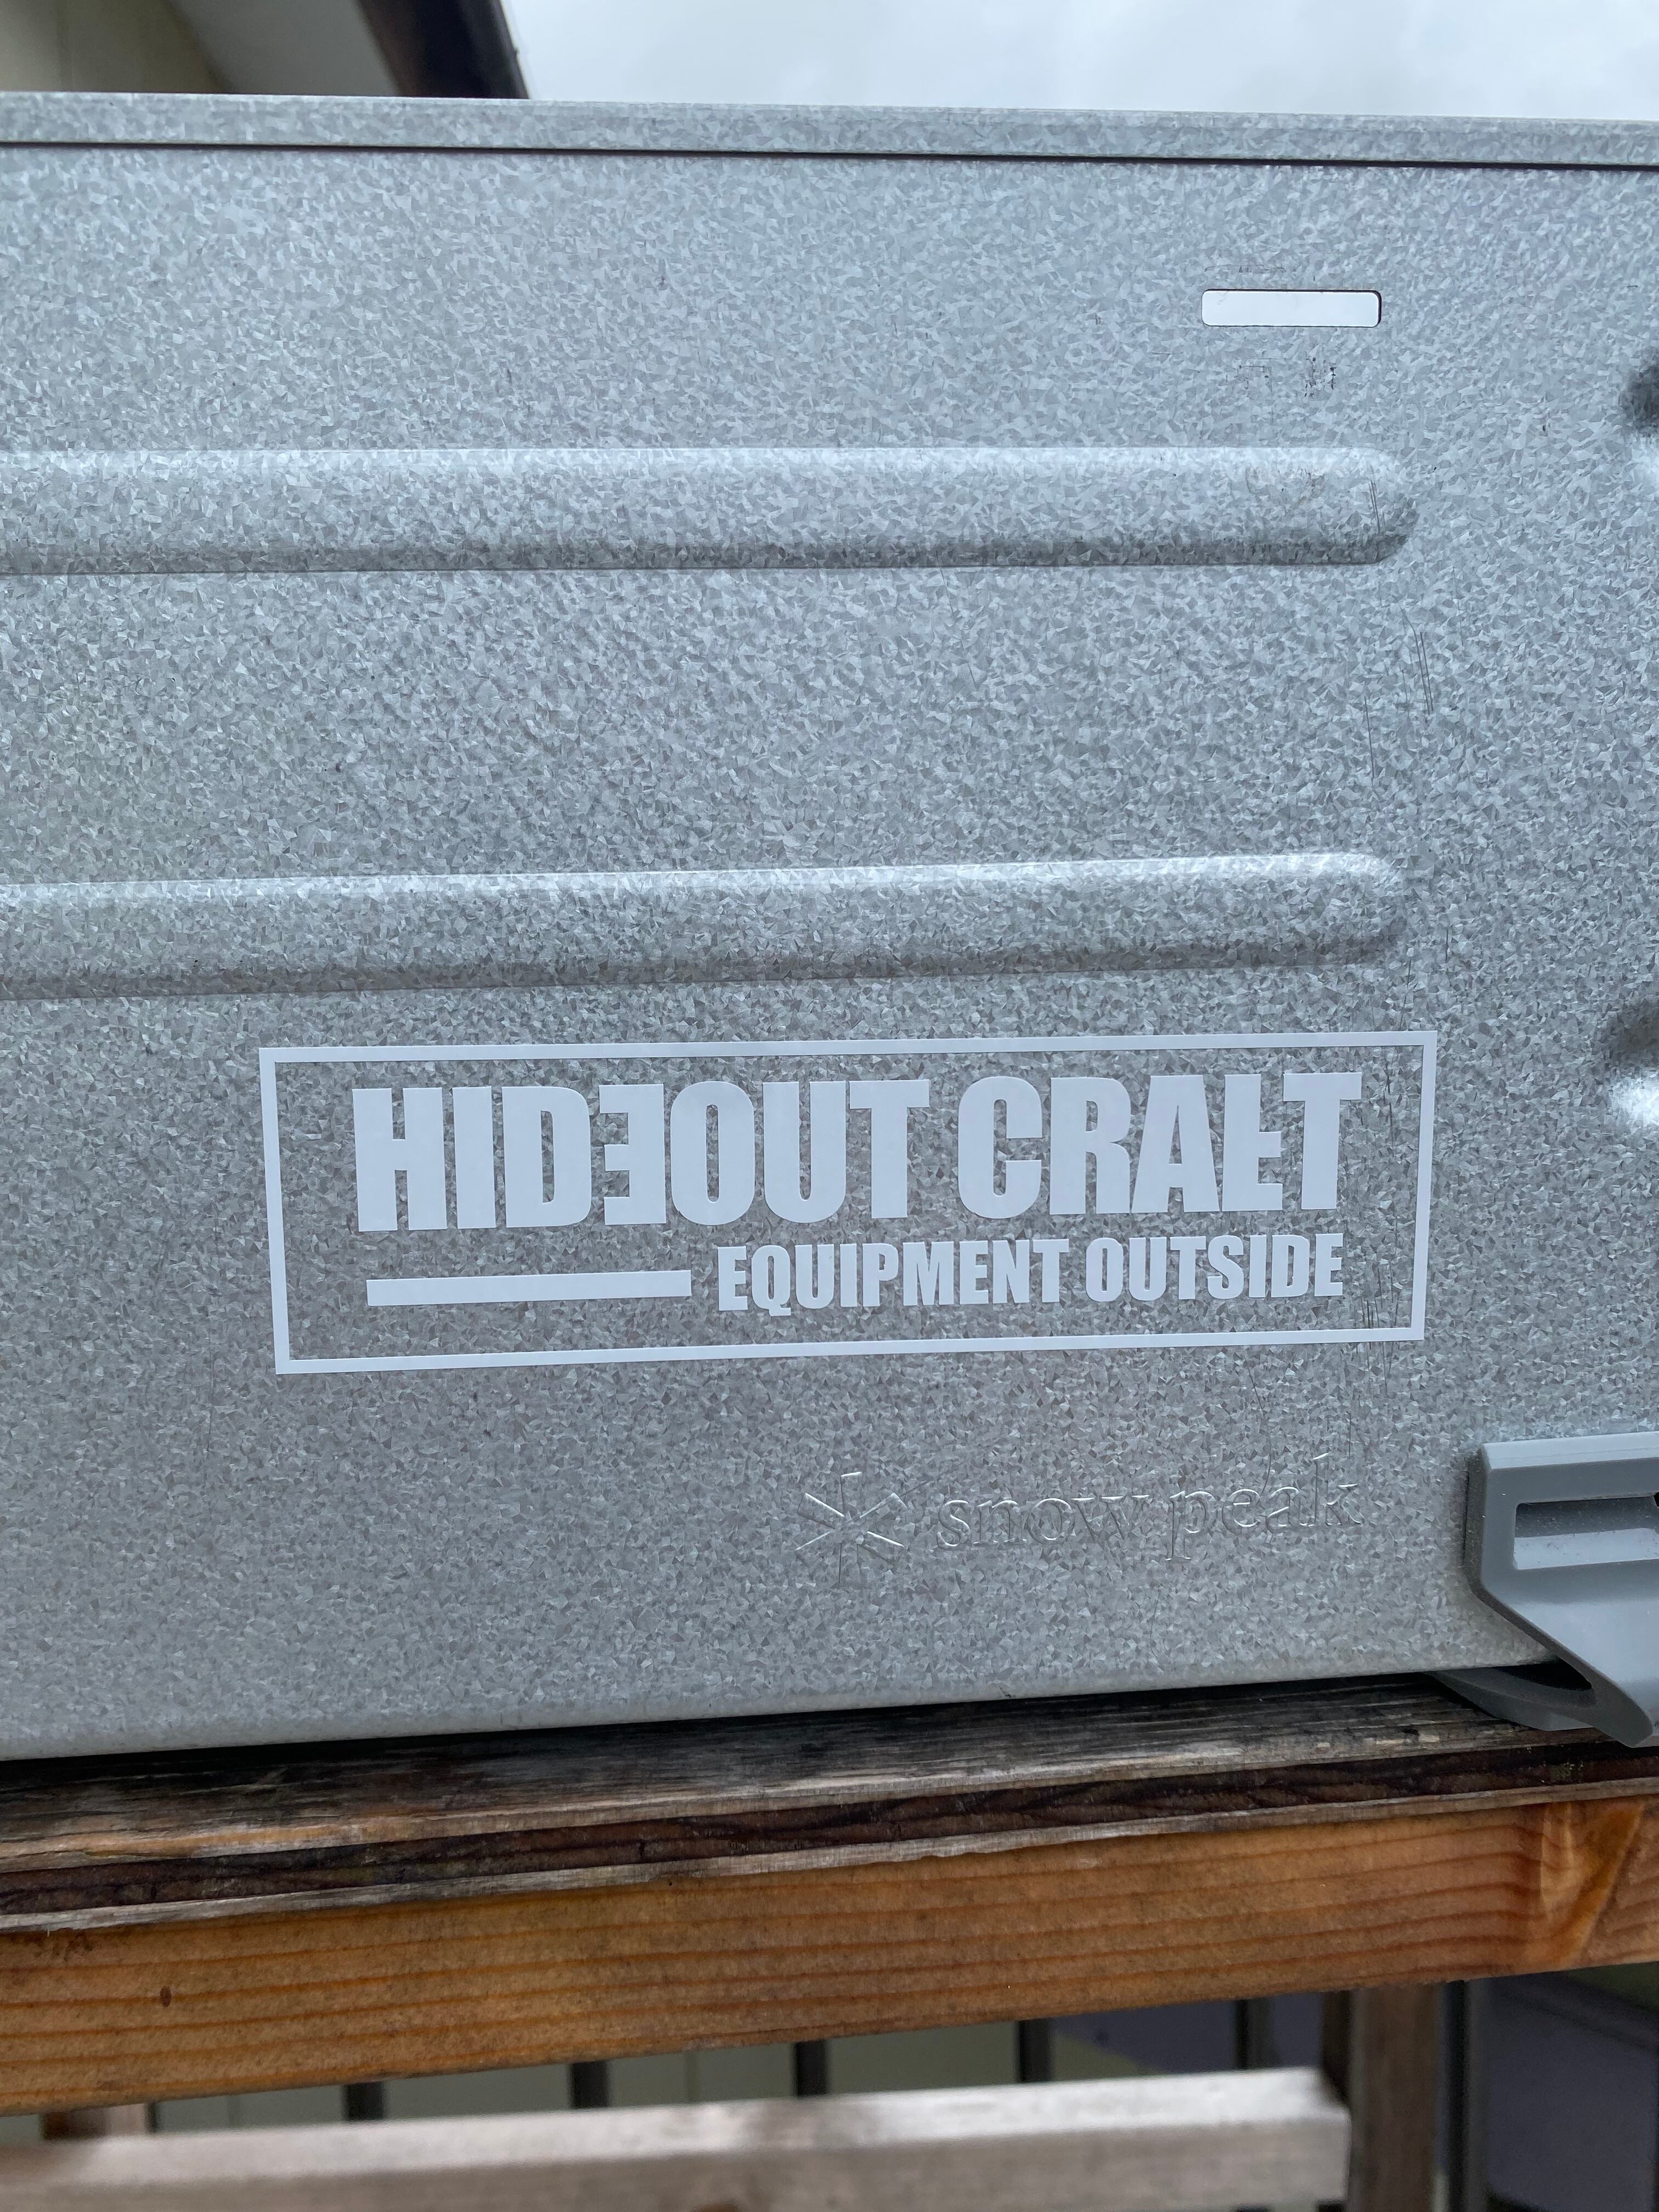 HIDEOUT CRAFT
EQUIPMENT OUTSIDE
snow peak